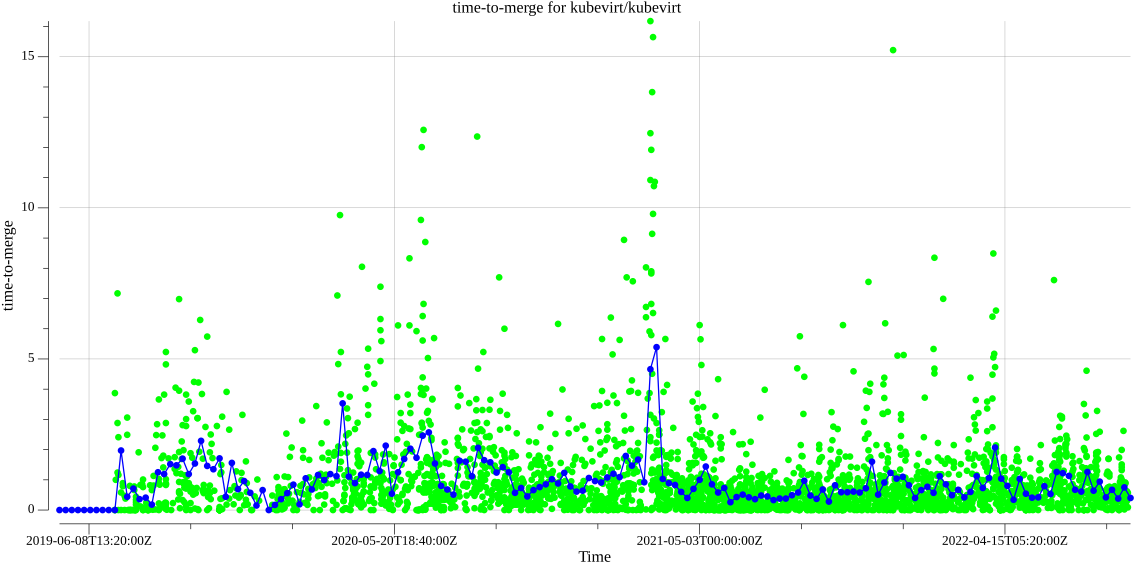 time-to-merge for kubevirt/kubevirt
time-to-merge
15
10
5
0
2019-06-08T13:20:00Z
2020-05-20T18:40:00Z
2021-05-03T00:00:00Z
2022-04-15T05:20:00Z
Time